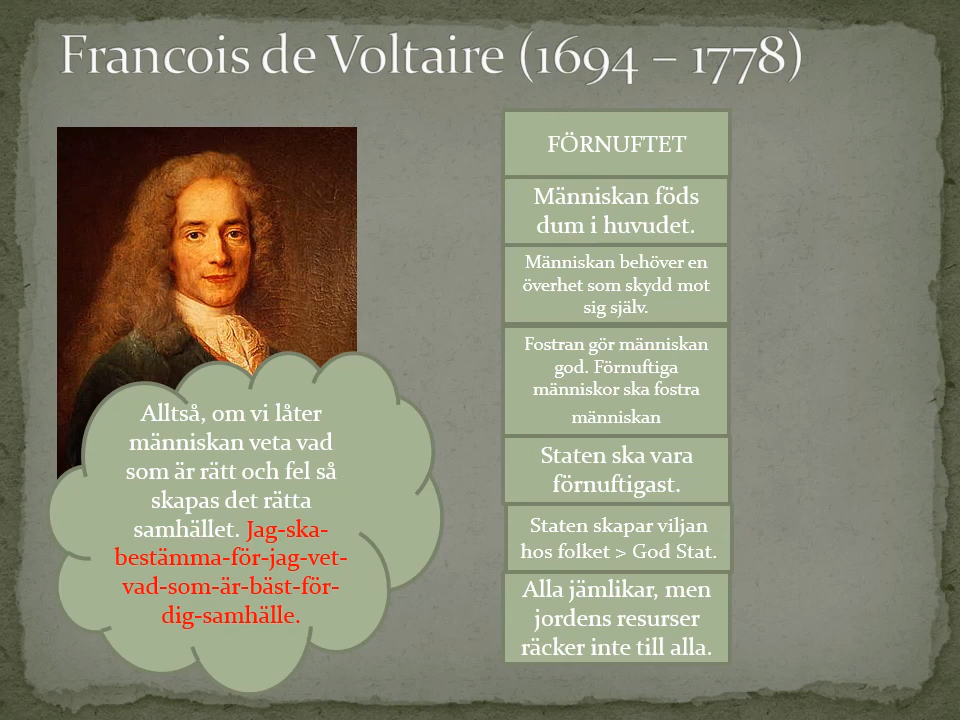 Francois de Voltaire (1694 – 1778)
Alltså, om vi låter
människan veta vad
som är rätt och fel så
skapas det rätta
samhället. Jag-ska-
bestämma-för-jag-vet-
vad-som-är-bäst-för-
dig-samhälle.
FÖRNUFTET
Människan föds
dum i huvudet.
Människan behöver en
överhet som skydd mot
sig själv.
Fostran gör människan
god. Förnuftiga
människor ska fostra
människan
Staten ska vara
förnuftigast.
Staten skapar viljan
hos folket > God Stat.
Alla jämlikar, men
jordens resurser
räcker inte till alla.